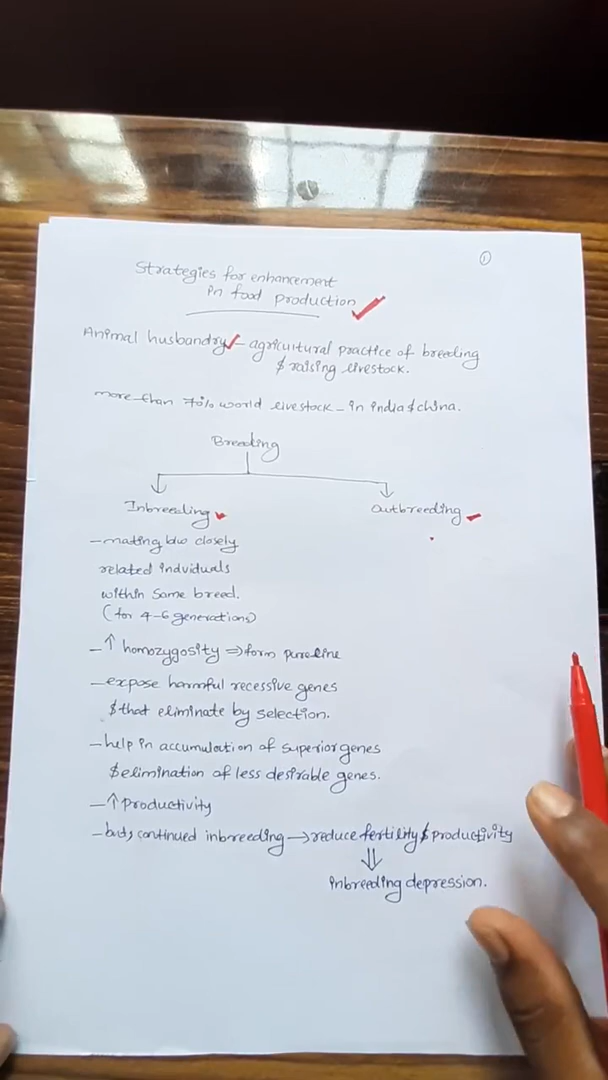 ①
Strategies for enhancement
in food production
Animal husbandry - agricultural practice of breeding
& raising livestock.
more than 70% world livestock - in india & china.
Breeding
Inbreeding
Outbreeding
- mating b/w closely
related individuals
within same breed.
(for 4-6 generations)
- ↑ homozygosity ⇒ form pureline
- expose harmful recessive genes
& that eliminate by selection.
- help in accumulation of superior genes
& elimination of less desirable genes.
- ↑ productivity
- but, continued inbreeding → reduce fertility & productivity
⇓
inbreeding depression.